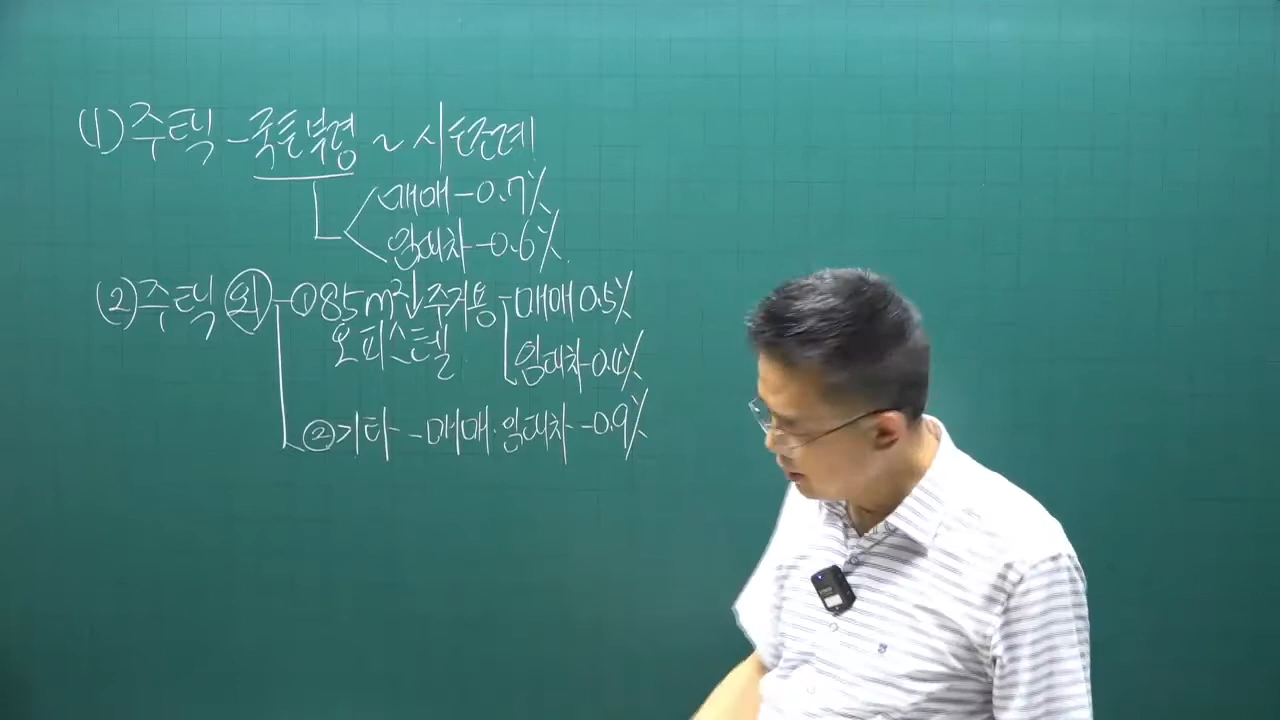 (1) 주택 - 국토부령 ~ 시·도조례
매매 - 0.7%
임대차 - 0.6%
(2) 주택 외 - ① 85m²↓ 주거용 - 매매 0.5%
오피스텔 임대차 - 0.4%
② 기타 - 매매·임대차 - 0.9%